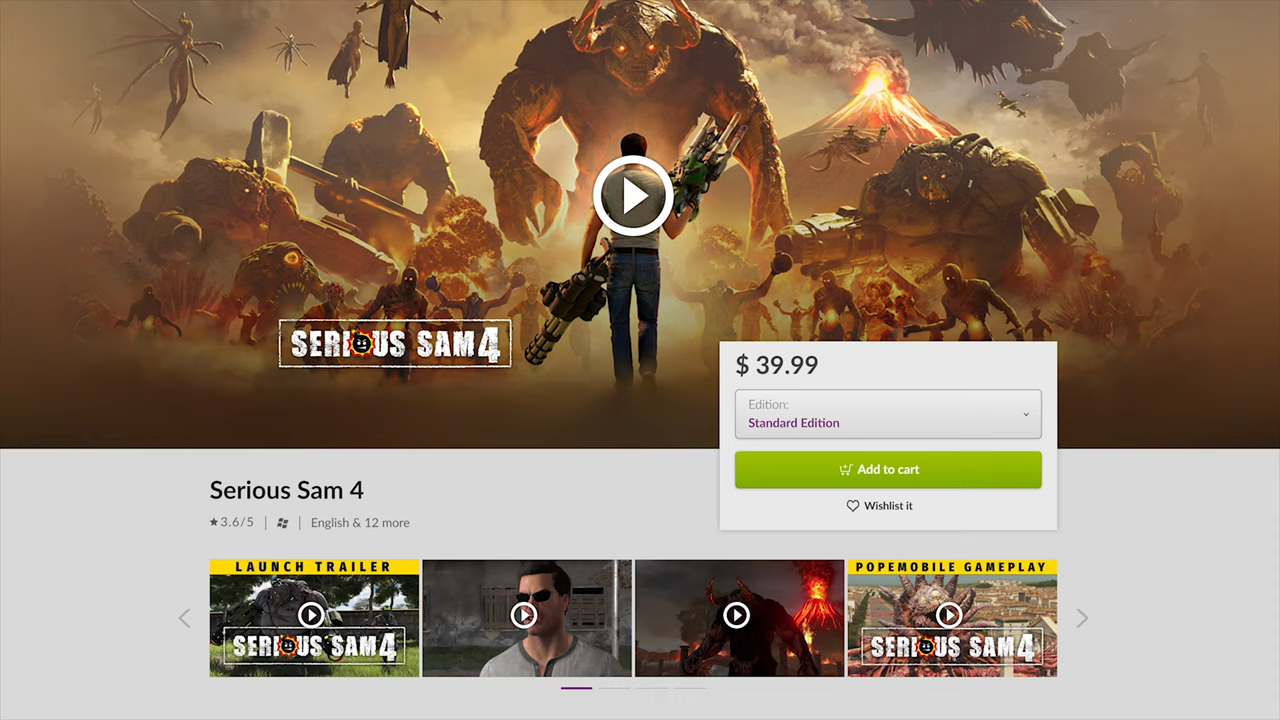 SERIOUS SAM 4
$ 39.99
Edition:
Standard Edition
Add to cart
Wishlist it
Serious Sam 4
3.6/5
English & 12 more
LAUNCH TRAILER
SERIOUS SAM 4
POPEMOBILE GAMEPLAY
SERIOUS SAM 4